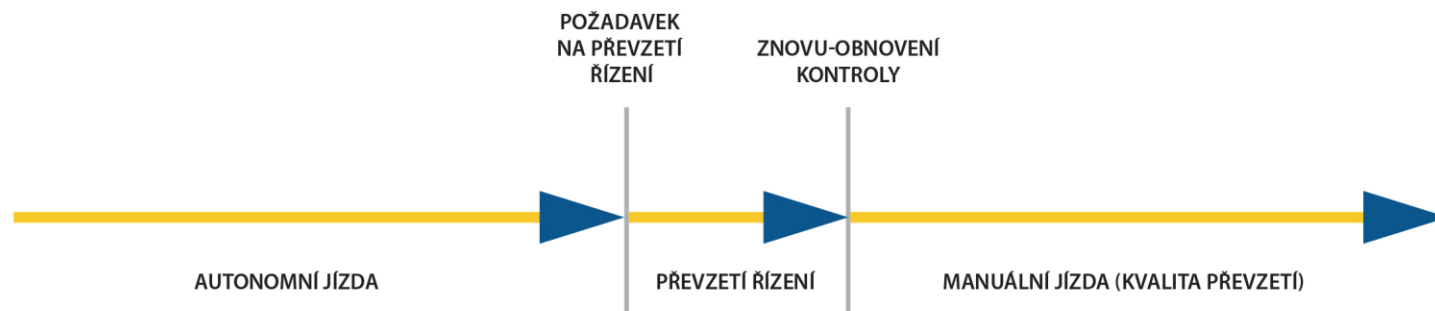 POŽADAVEK
NA PŘEVZETÍ
ŘÍZENÍ
ZNOVU-OBNOVENÍ
KONTROLY
AUTONOMNÍ JÍZDA
PŘEVZETÍ ŘÍZENÍ
MANUÁLNÍ JÍZDA (KVALITA PŘEVZETÍ)